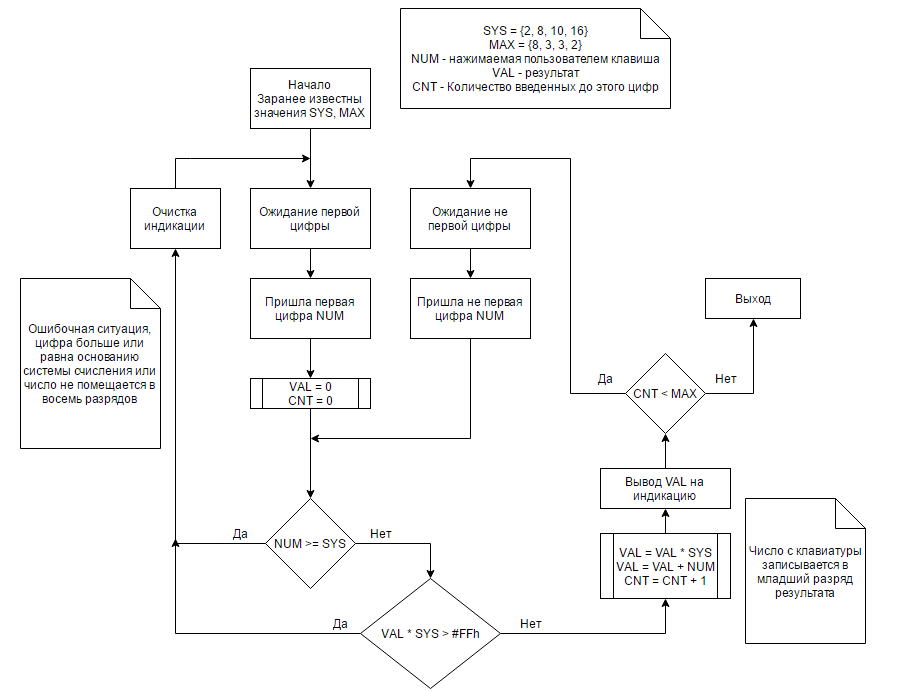 SYS = {2, 8, 10, 16}
MAX = {8, 3, 3, 2}
NUM - нажимаемая пользователем клавиша
VAL - результат
CNT - Количество введенных до этого цифр
Начало
Заранее известны
значения SYS, MAX
Очистка
индикации
Ожидание первой
цифры
Ожидание не
первой цифры
Пришла первая
цифра NUM
Пришла не первая
цифра NUM
Выход
Ошибочная ситуация,
цифра больше или
равна основанию
системы счисления или
число не помещается в
восемь разрядов
VAL = 0
CNT = 0
Да
CNT < MAX
Нет
Вывод VAL на
индикацию
Да
NUM >= SYS
Нет
VAL = VAL * SYS
VAL = VAL + NUM
CNT = CNT + 1
Число с клавиатуры
записывается в
младший разряд
результата
Да
VAL * SYS > #FFh
Нет